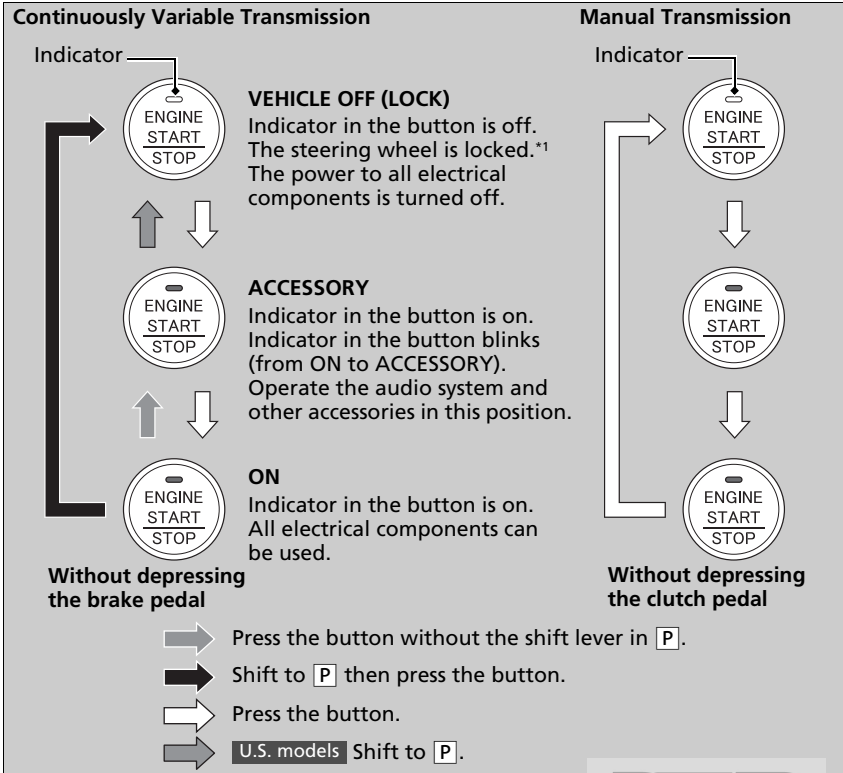 Continuously Variable Transmission
Manual Transmission
Indicator
Indicator
ENGINE
START
STOP
VEHICLE OFF (LOCK)
Indicator in the button is off.
The steering wheel is locked.*1
The power to all electrical
components is turned off.
ENGINE
START
STOP
ENGINE
START
STOP
ACCESSORY
Indicator in the button is on.
Indicator in the button blinks
(from ON to ACCESSORY).
Operate the audio system and
other accessories in this position.
ENGINE
START
STOP
ENGINE
START
STOP
ON
Indicator in the button is on.
All electrical components can
be used.
ENGINE
START
STOP
Without depressing
the brake pedal
Without depressing
the clutch pedal
Press the button without the shift lever in P.
Shift to P then press the button.
Press the button.
U.S. models Shift to P.